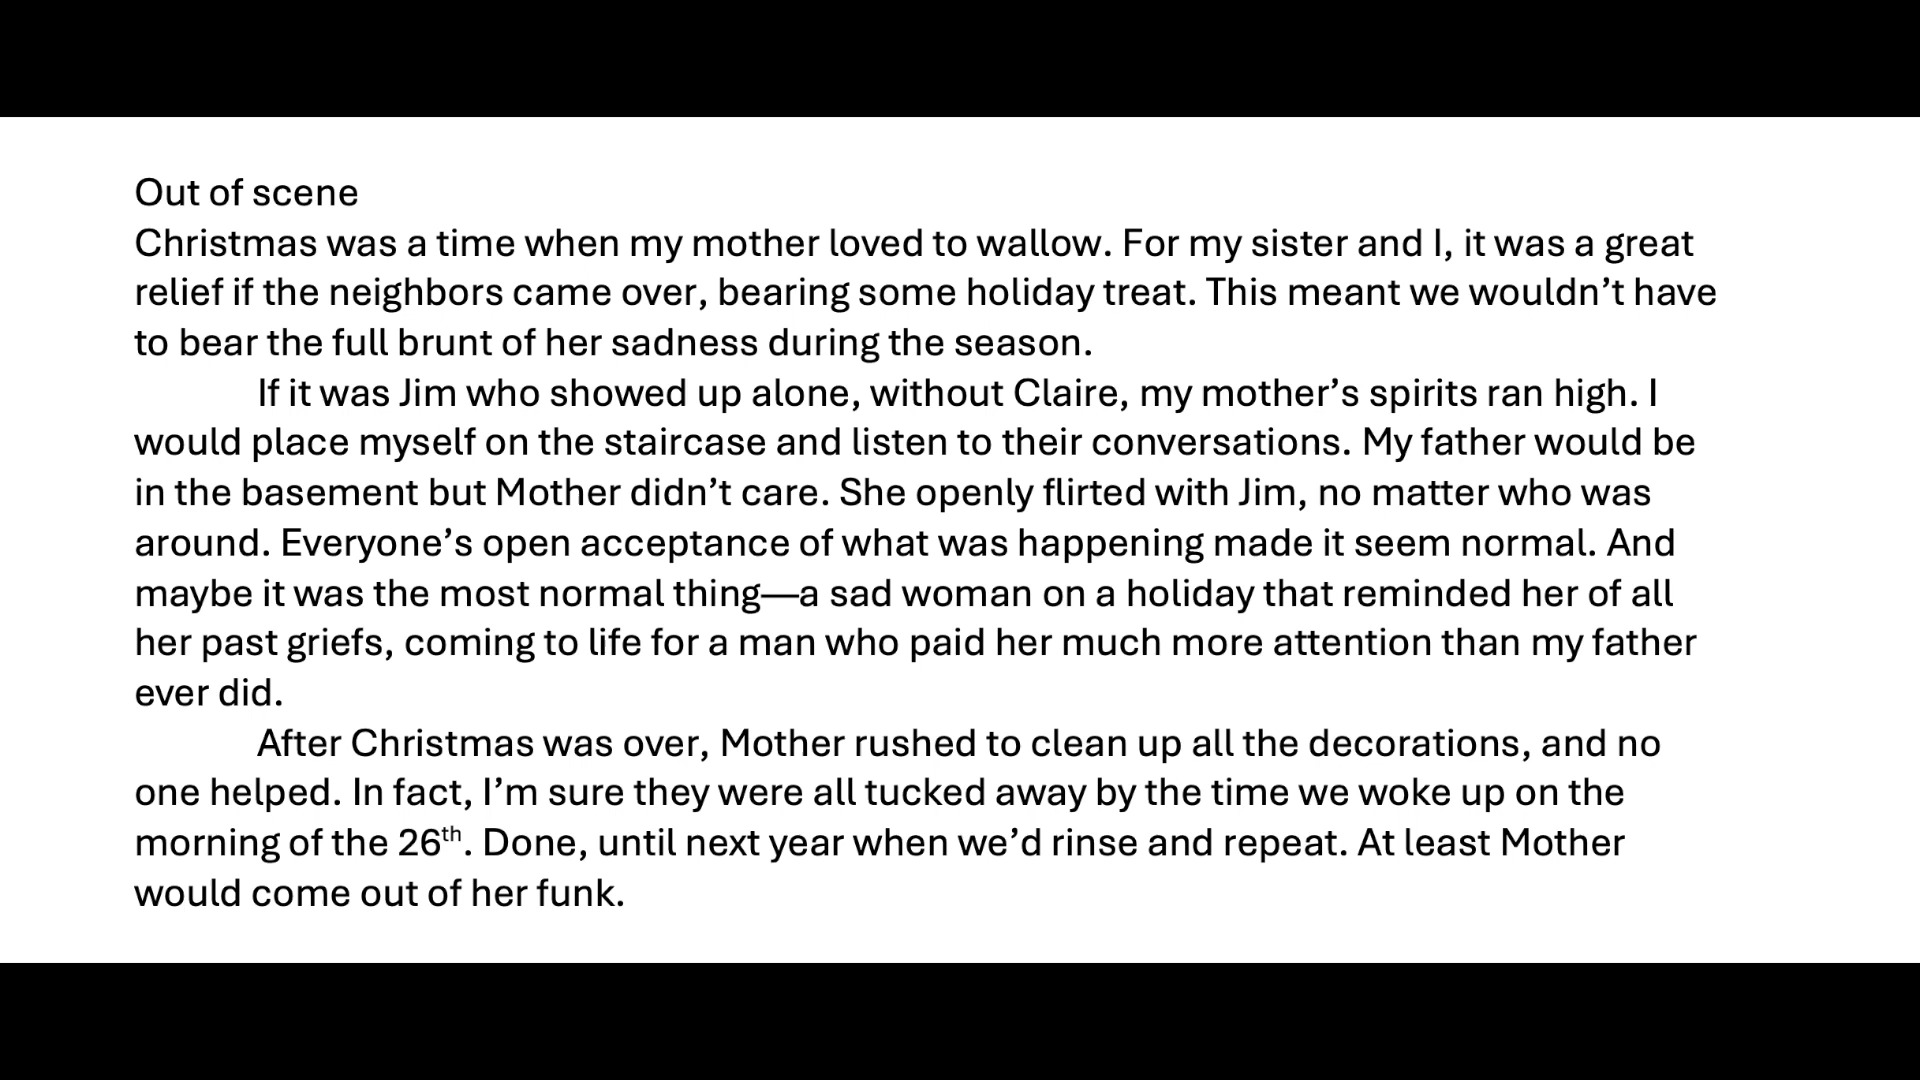 Out of scene
Christmas was a time when my mother loved to wallow. For my sister and I, it was a great
relief if the neighbors came over, bearing some holiday treat. This meant we wouldn’t have
to bear the full brunt of her sadness during the season.
If it was Jim who showed up alone, without Claire, my mother’s spirits ran high. I
would place myself on the staircase and listen to their conversations. My father would be
in the basement but Mother didn’t care. She openly flirted with Jim, no matter who was
around. Everyone’s open acceptance of what was happening made it seem normal. And
maybe it was the most normal thing—a sad woman on a holiday that reminded her of all
her past griefs, coming to life for a man who paid her much more attention than my father
ever did.
After Christmas was over, Mother rushed to clean up all the decorations, and no
one helped. In fact, I’m sure they were all tucked away by the time we woke up on the
morning of the 26th. Done, until next year when we’d rinse and repeat. At least Mother
would come out of her funk.